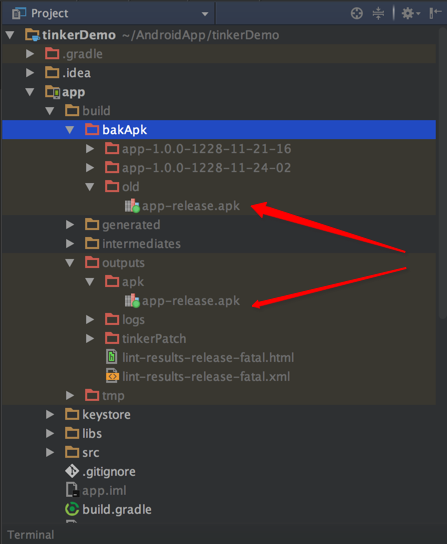 Project
tinkerDemo ~/AndroidApp/tinkerDemo
.gradle
.idea
app
build
bakApk
app-1.0.0-1228-11-21-16
app-1.0.0-1228-11-24-02
old
app-release.apk
generated
intermediates
outputs
apk
app-release.apk
logs
tinkerPatch
lint-results-release-fatal.html
lint-results-release-fatal.xml
tmp
keystore
libs
src
.gitignore
app.iml
build.gradle
Terminal